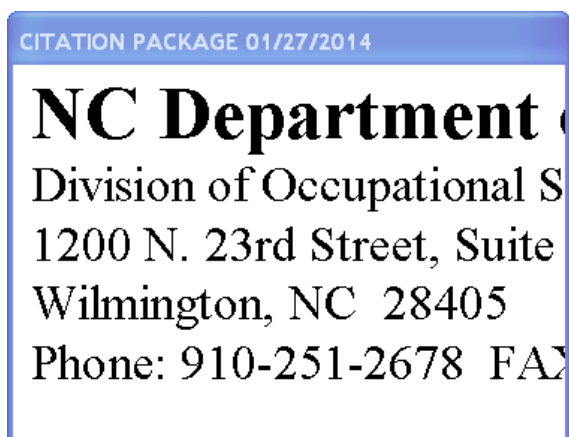 CITATION PACKAGE 01/27/2014
NC Department
Division of Occupational S
1200 N. 23rd Street, Suite
Wilmington, NC 28405
Phone: 910-251-2678 FAX